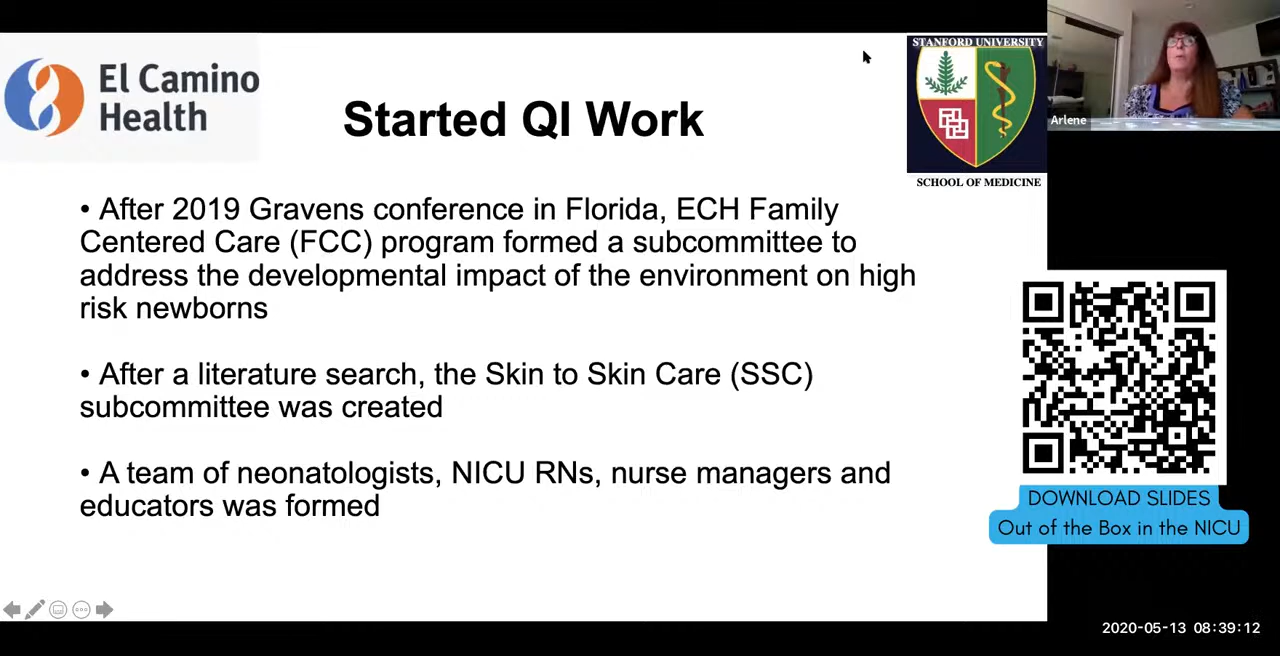 El Camino
Health
Started QI Work
STANFORD UNIVERSITY
SCHOOL OF MEDICINE
Arlene
• After 2019 Gravens conference in Florida, ECH Family
Centered Care (FCC) program formed a subcommittee to
address the developmental impact of the environment on high
risk newborns
• After a literature search, the Skin to Skin Care (SSC)
subcommittee was created
• A team of neonatologists, NICU RNs, nurse managers and
educators was formed
DOWNLOAD SLIDES
Out of the Box in the NICU
2020-05-13 08:39:12